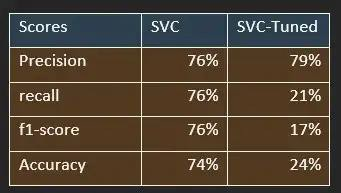 Scores SVC SVC-Tuned
Precision 76% 79%
recall 76% 21%
f1-score 76% 17%
Accuracy 74% 24%